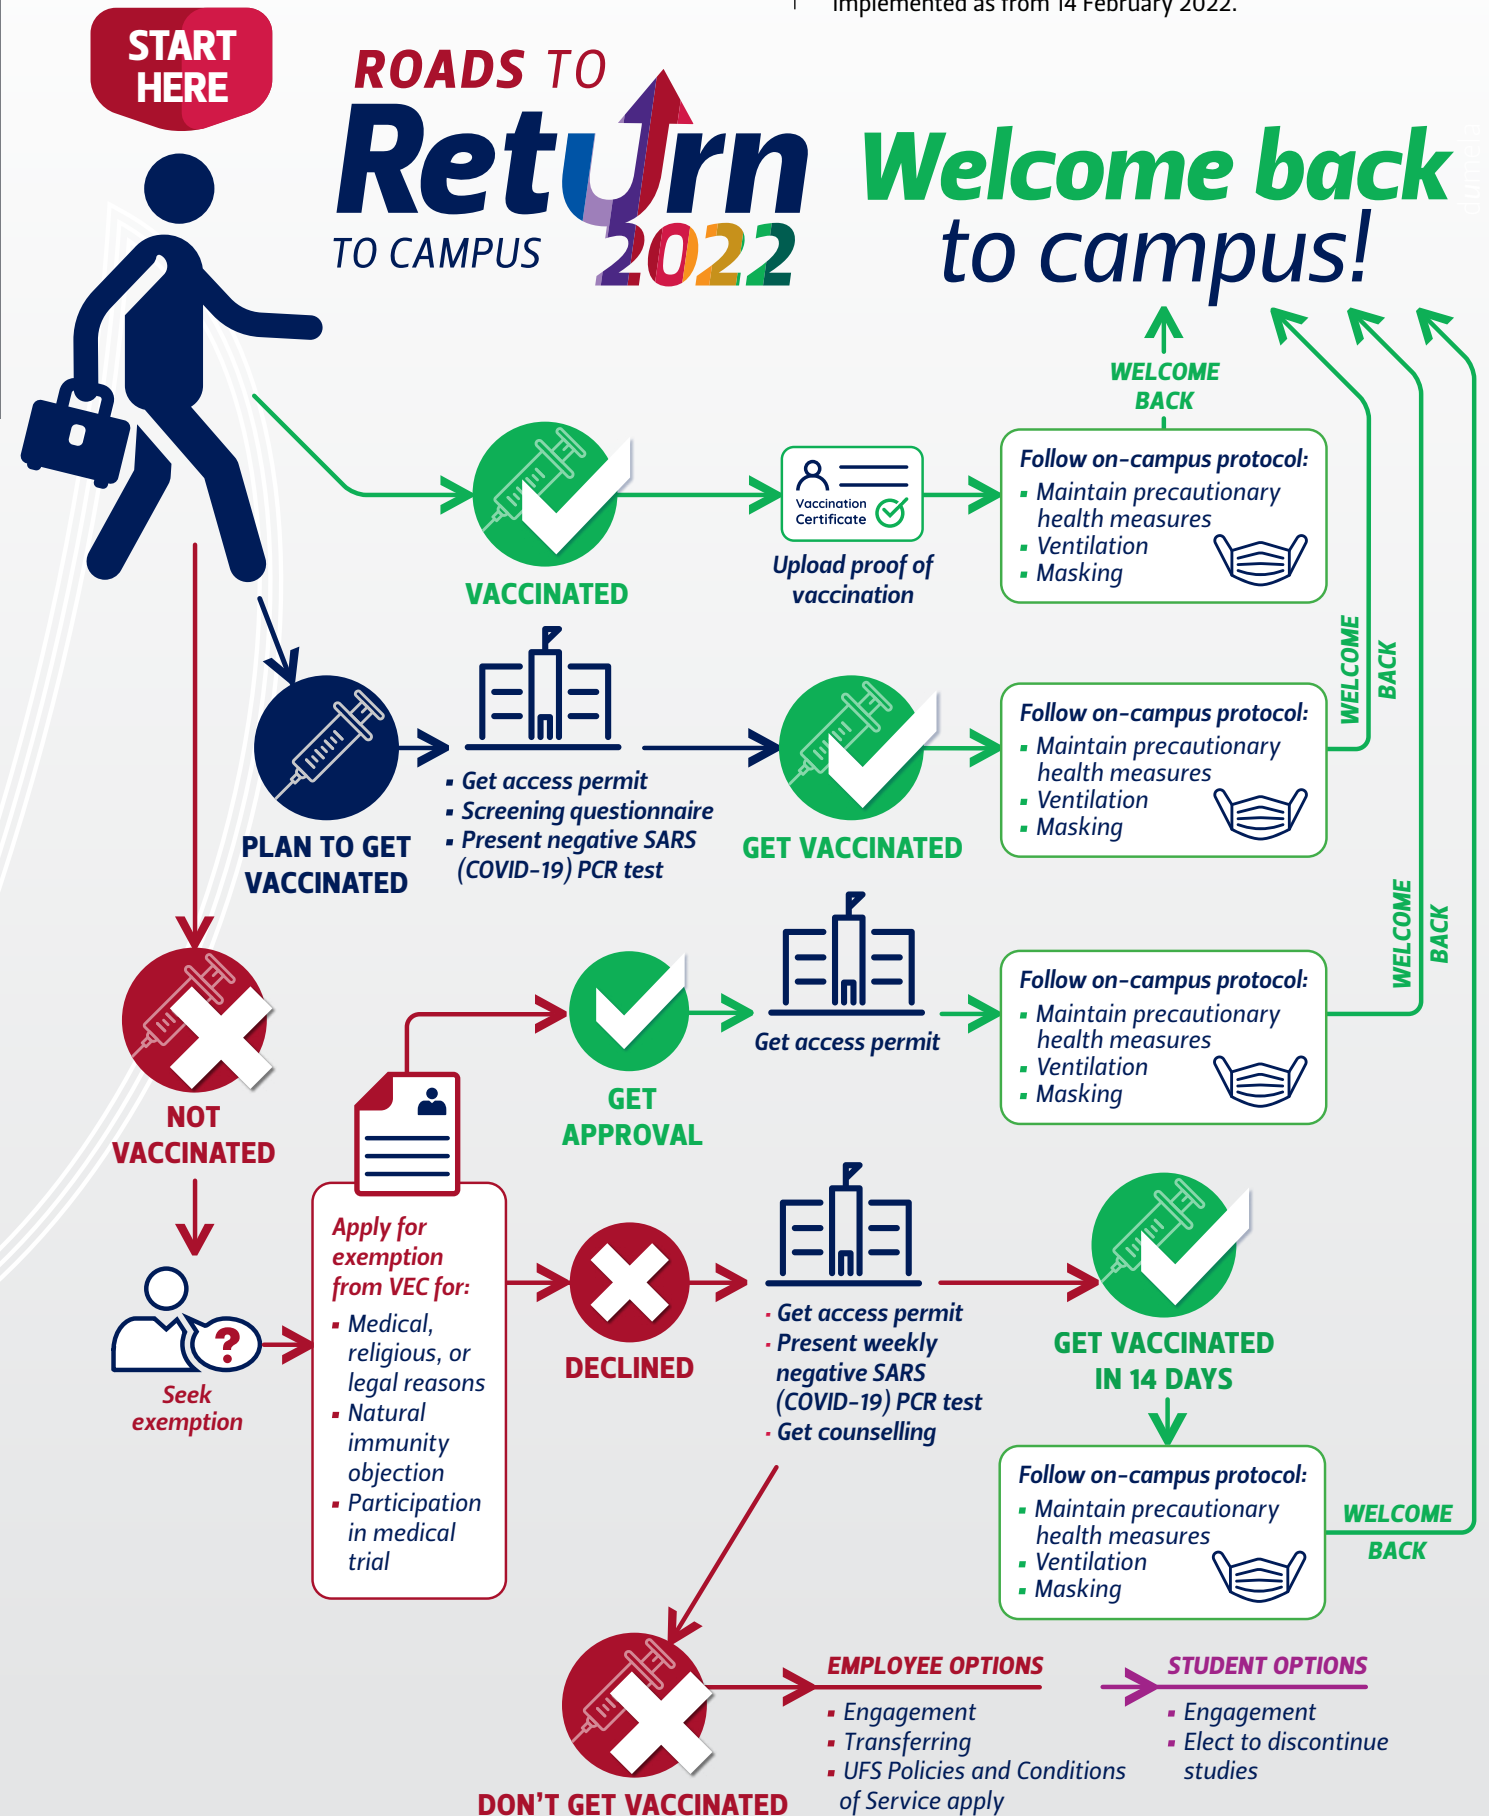 implemented as from 14 February 2022.
START
HERE
ROADS TO
Return
TO CAMPUS
2022
Welcome back
to campus!
dumela
WELCOME
BACK
Vaccination
Certificate
Upload proof of
vaccination
VACCINATED
Follow on-campus protocol:
▪ Maintain precautionary
health measures
▪ Ventilation
▪ Masking
PLAN TO GET
VACCINATED
▪ Get access permit
▪ Screening questionnaire
▪ Present negative SARS
(COVID-19) PCR test
GET VACCINATED
Follow on-campus protocol:
▪ Maintain precautionary
health measures
▪ Ventilation
▪ Masking
WELCOME
BACK
NOT
VACCINATED
Seek
exemption
?
Apply for
exemption
from VEC for:
▪ Medical,
religious, or
legal reasons
▪ Natural
immunity
objection
▪ Participation
in medical
trial
GET
APPROVAL
Get access permit
Follow on-campus protocol:
▪ Maintain precautionary
health measures
▪ Ventilation
▪ Masking
WELCOME
BACK
DECLINED
· Get access permit
· Present weekly
negative SARS
(COVID-19) PCR test
· Get counselling
GET VACCINATED
IN 14 DAYS
Follow on-campus protocol:
▪ Maintain precautionary
health measures
▪ Ventilation
▪ Masking
WELCOME
BACK
DON'T GET VACCINATED
EMPLOYEE OPTIONS
▪ Engagement
▪ Transferring
▪ UFS Policies and Conditions
of Service apply
STUDENT OPTIONS
▪ Engagement
▪ Elect to discontinue
studies